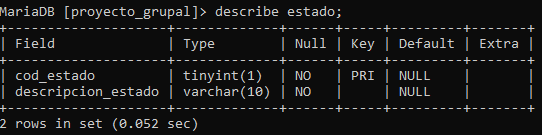 MariaDB [proyecto_grupal]> describe estado;
+--------------------+-------------+------+-----+---------+-------+
| Field              | Type        | Null | Key | Default | Extra |
+--------------------+-------------+------+-----+---------+-------+
| cod_estado         | tinyint(1)  | NO   | PRI | NULL    |       |
| descripcion_estado | varchar(10) | NO   |     | NULL    |       |
+--------------------+-------------+------+-----+---------+-------+
2 rows in set (0.052 sec)